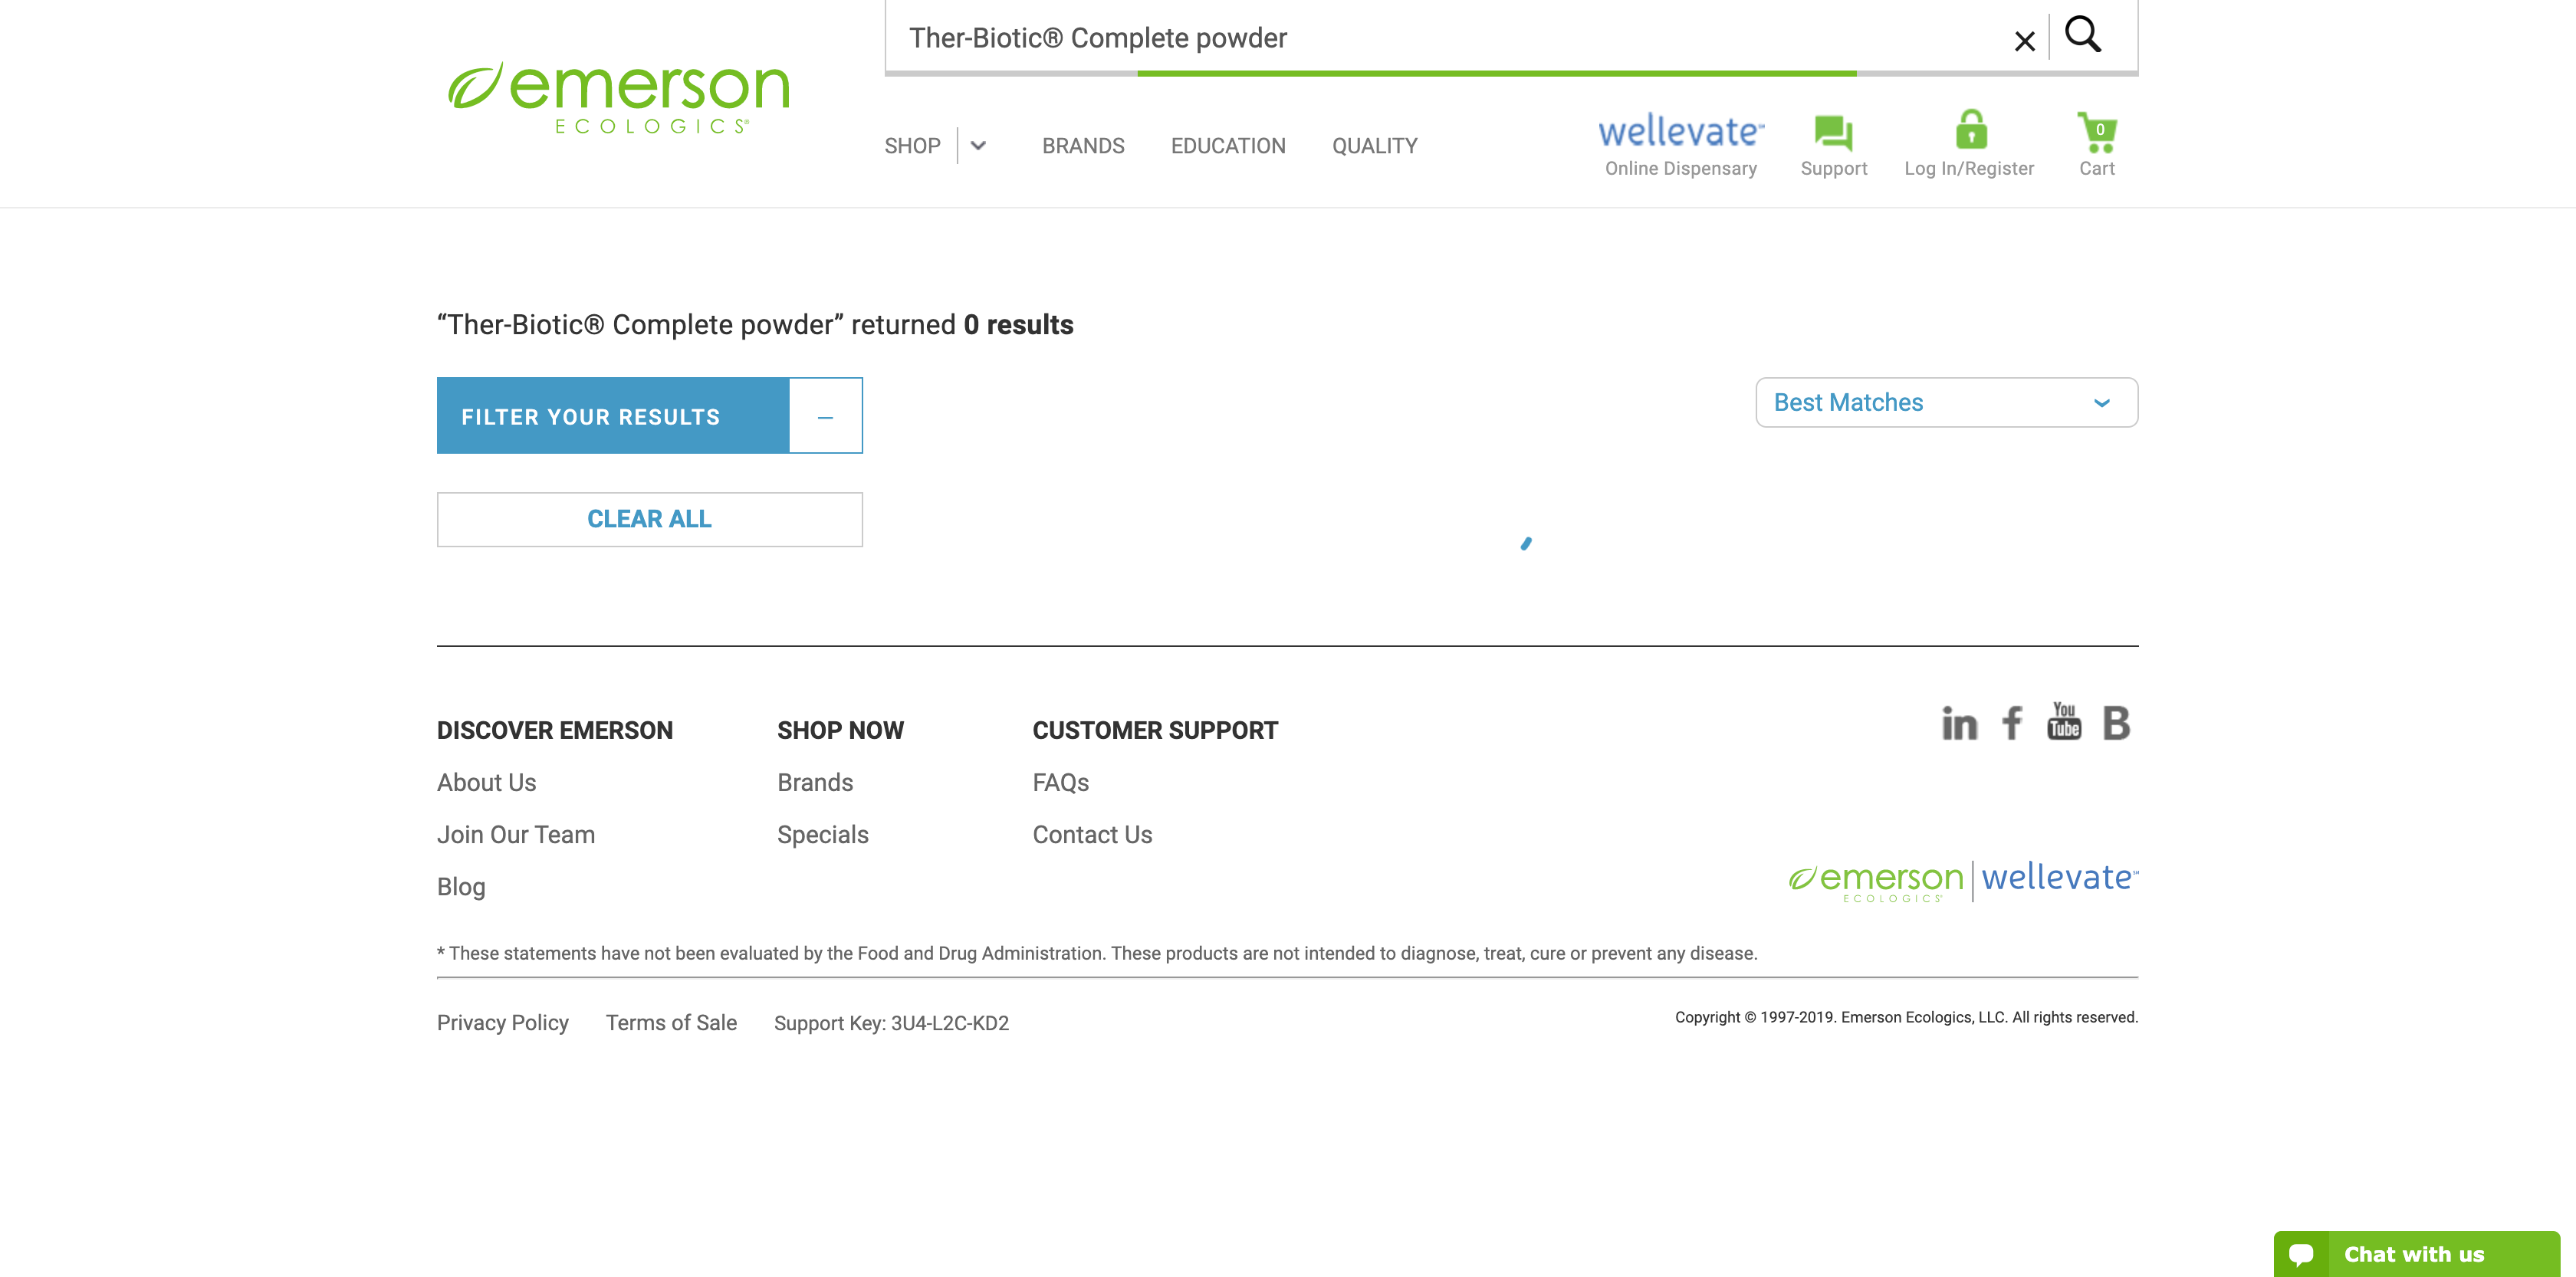 Ther-Biotic® Complete powder
emerson
ECOLOGICS®
SHOP
BRANDS
EDUCATION
QUALITY
wellevate℠
Online Dispensary
Support
Log In/Register
0
Cart
“Ther-Biotic® Complete powder” returned 0 results
FILTER YOUR RESULTS
Best Matches
CLEAR ALL
DISCOVER EMERSON
About Us
Join Our Team
Blog
SHOP NOW
Brands
Specials
CUSTOMER SUPPORT
FAQs
Contact Us
in f You Tube B
emerson ECOLOGICS® | wellevate℠
* These statements have not been evaluated by the Food and Drug Administration. These products are not intended to diagnose, treat, cure or prevent any disease.
Privacy Policy
Terms of Sale
Support Key: 3U4-L2C-KD2
Copyright © 1997-2019. Emerson Ecologics, LLC. All rights reserved.
Chat with us